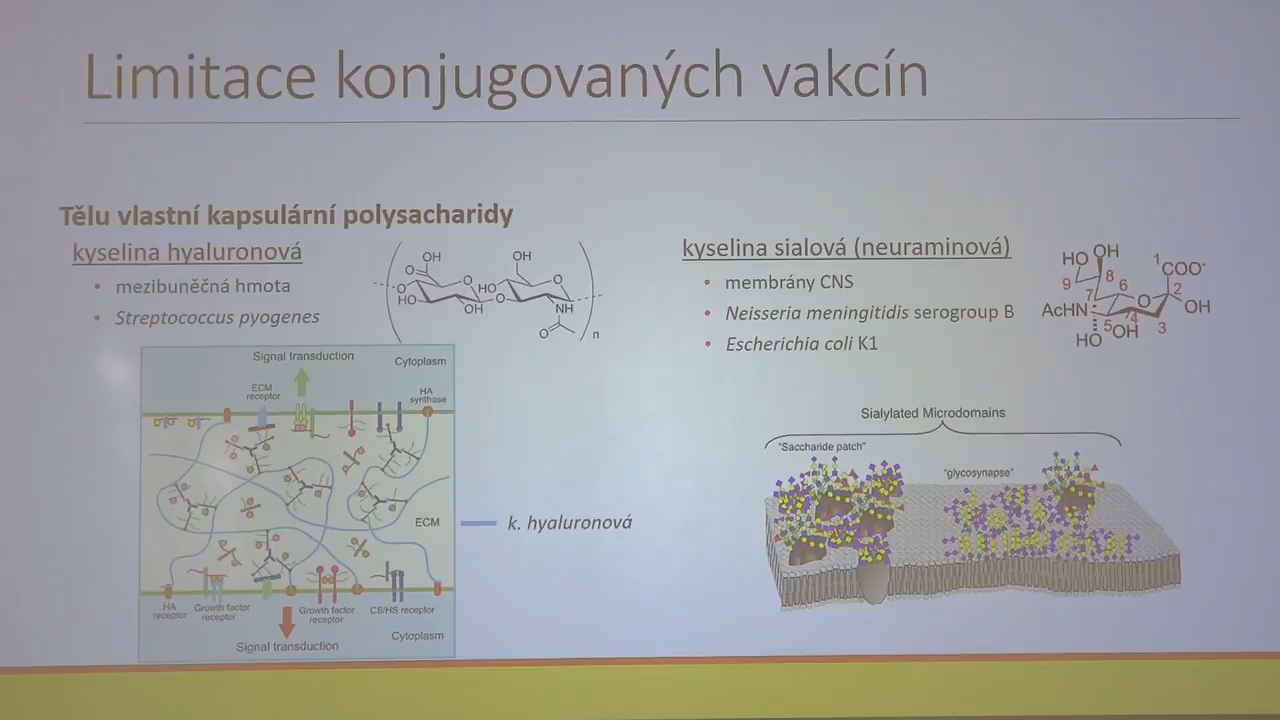 Limitace konjugovaných vakcín
Tělu vlastní kapsulární polysacharidy
kyselina hyaluronová
• mezibuněčná hmota
• Streptococcus pyogenes
OH
O
HO
O
O
OH
HO
O
OH
O
NH
O
n
Signal transduction
Cytoplasm
ECM
receptor
HA
synthase
ECM
HA
receptor
Growth factor
receptor
Growth factor
receptor
CS/HS receptor
Signal transduction
Cytoplasm
k. hyaluronová
kyselina sialová (neuraminová)
• membrány CNS
• Neisseria meningitidis serogroup B
• Escherichia coli K1
HO
OH
1
COO-
9
8
7
6
2
O
OH
AcHN
5
4
3
HO
OH
Sialylated Microdomains
"Saccharide patch"
"glycosynapse"